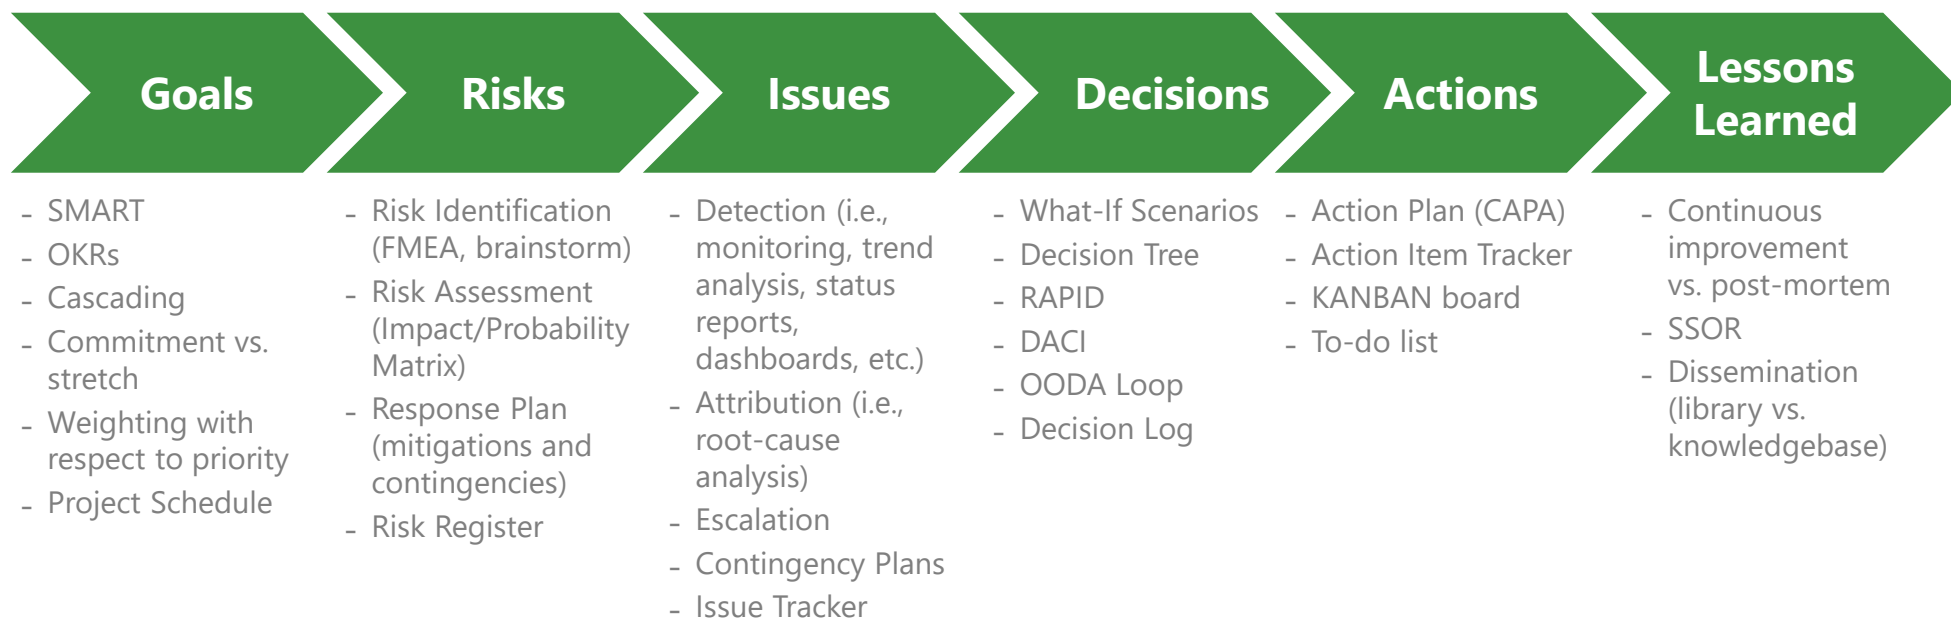 Goals
Risks
Issues
Decisions
Actions
Lessons
Learned
- SMART
- OKRs
- Cascading
- Commitment vs.
stretch
- Weighting with
respect to priority
- Project Schedule
- Risk Identification
(FMEA, brainstorm)
- Risk Assessment
(Impact/Probability
Matrix)
- Response Plan
(mitigations and
contingencies)
- Risk Register
- Detection (i.e.,
monitoring, trend
analysis, status
reports,
dashboards, etc.)
- Attribution (i.e.,
root-cause
analysis)
- Escalation
- Contingency Plans
- Issue Tracker
- What-If Scenarios
- Decision Tree
- RAPID
- DACI
- OODA Loop
- Decision Log
- Action Plan (CAPA)
- Action Item Tracker
- KANBAN board
- To-do list
- Continuous
improvement
vs. post-mortem
- SSOR
- Dissemination
(library vs.
knowledgebase)